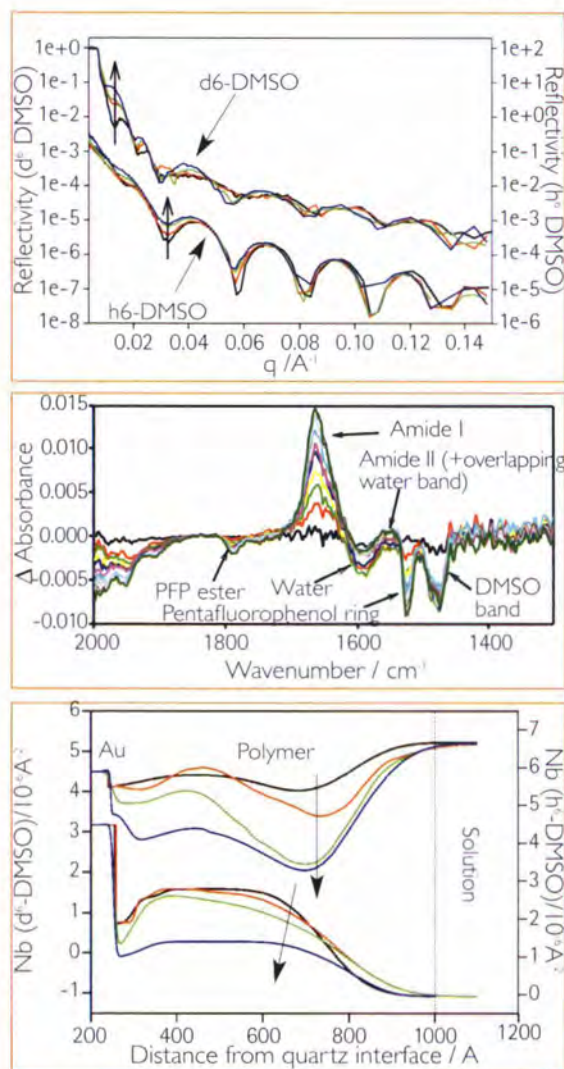 1e+0
1e-1
1e-2
1e-3
1e-4
1e-5
1e-6
1e-7
1e-8
Reflectivity (d⁶ DMSO)
1e+2
1e+1
1e+0
1e-1
1e-2
1e-3
1e-4
1e-5
1e-6
Reflectivity (h⁶ DMSO)
d6-DMSO
h6-DMSO
0.02 0.04 0.06 0.08 0.10 0.12 0.14
q /A⁻¹
0.015
0.010
0.005
0.000
-0.005
-0.010
Δ Absorbance
Amide I
Amide II (+overlapping
water band)
PFP ester
Water
Pentafluorophenol ring
DMSO
band
2000 1800 1600 1400
Wavenumber / cm⁻¹
6
5
4
3
2
1
0
-1
Nb (d⁶-DMSO)/10⁻⁶A⁻²
Au
Polymer
Solution
6
5
4
3
2
1
0
Nb (h⁶-DMSO)/10⁻⁶A⁻²
200 400 600 800 1000 1200
Distance from quartz interface / A